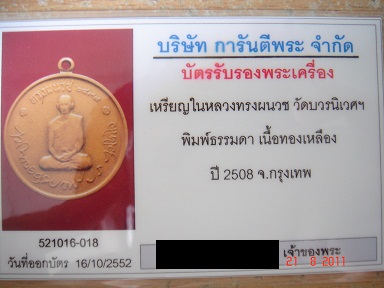 บริษัท การันตีพระ จำกัด
บัตรรับรองพระเครื่อง
เหรียญในหลวงทรงผนวช วัดบวรนิเวศฯ
พิมพ์ธรรมดา เนื้อทองเหลือง
ปี 2508 จ.กรุงเทพ
521016-018
วันที่ออกบัตร 16/10/2552
เจ้าของพระ
21 8 2011